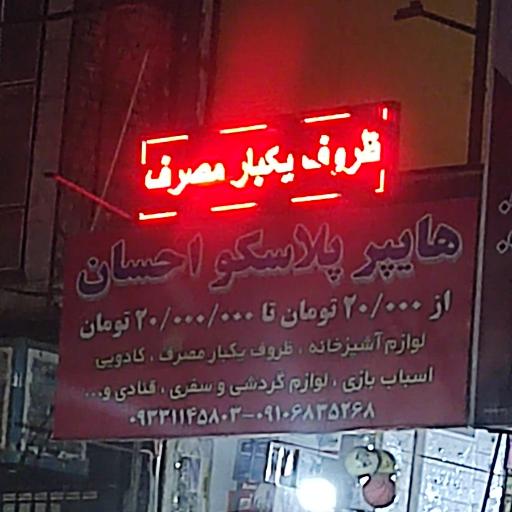 ظروف یکبار مصرف
هایپر پلاسکو احسان
از ۲۰/۰۰۰ تومان تا ۲۰/۰۰۰/۰۰۰ تومان
لوازم آشپزخانه ، ظروف یکبار مصرف ، کادویی
اسباب بازی ، لوازم گردشی و سفری ، قنادی و...
۰۹۳۳۱۱۴۵۸۰۳-۰۹۱۰۶۸۳۵۲۶۸